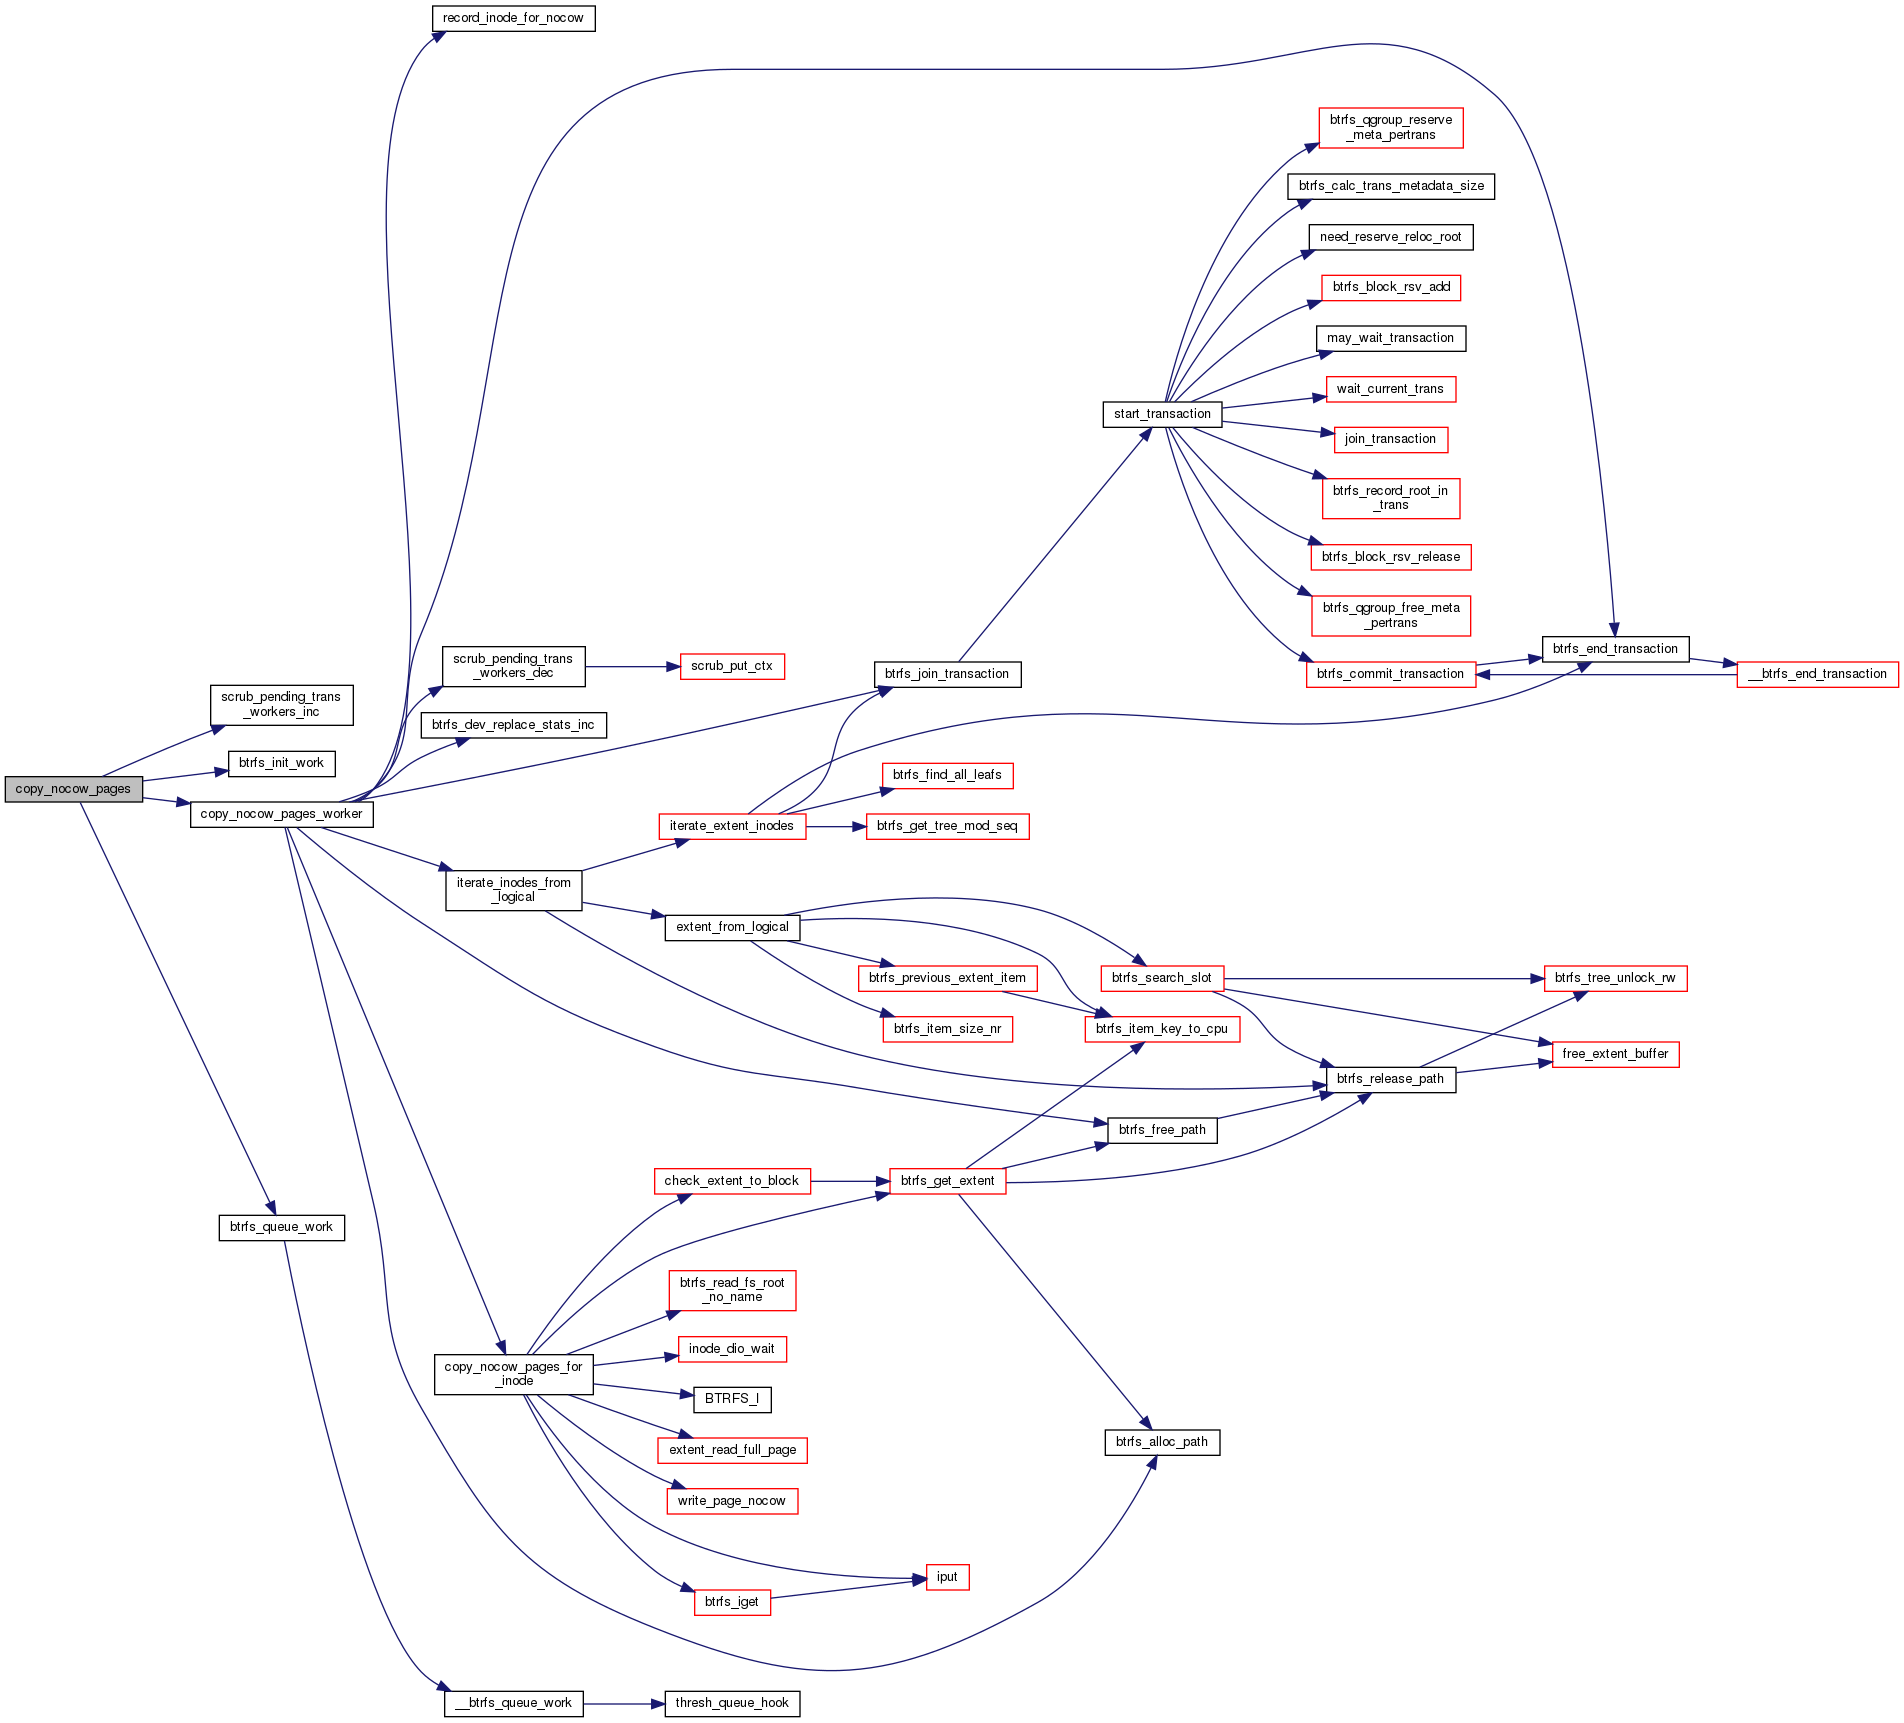 record_inode_for_nocow
btrfs_qgroup_reserve
_meta_pertrans
btrfs_calc_trans_metadata_size
need_reserve_reloc_root
btrfs_block_rsv_add
may_wait_transaction
wait_current_trans
start_transaction
join_transaction
btrfs_record_root_in
_trans
btrfs_block_rsv_release
btrfs_qgroup_free_meta
_pertrans
btrfs_end_transaction
scrub_pending_trans
_workers_dec
scrub_put_ctx
btrfs_join_transaction
btrfs_commit_transaction
__btrfs_end_transaction
scrub_pending_trans
_workers_inc
btrfs_dev_replace_stats_inc
btrfs_init_work
btrfs_find_all_leafs
copy_nocow_pages
copy_nocow_pages_worker
iterate_extent_inodes
btrfs_get_tree_mod_seq
iterate_inodes_from
_logical
extent_from_logical
btrfs_previous_extent_item
btrfs_search_slot
btrfs_tree_unlock_rw
btrfs_item_size_nr
btrfs_item_key_to_cpu
free_extent_buffer
btrfs_release_path
btrfs_free_path
check_extent_to_block
btrfs_get_extent
btrfs_queue_work
btrfs_read_fs_root
_no_name
inode_dio_wait
copy_nocow_pages_for
_inode
BTRFS_I
extent_read_full_page
btrfs_alloc_path
write_page_nocow
iput
btrfs_iget
__btrfs_queue_work
thresh_queue_hook